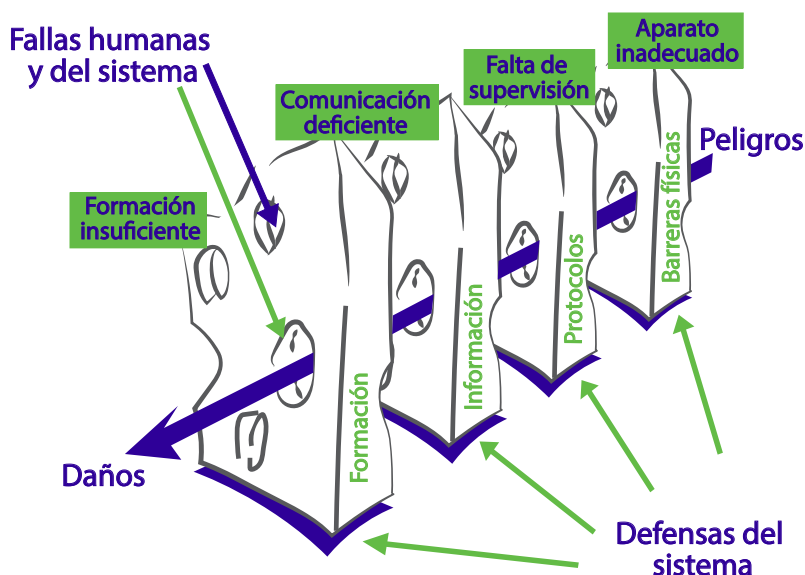 Fallas humanas
y del sistema
Aparato
inadecuado
Falta de
supervisión
Comunicación
deficiente
Formación
insuficiente
Peligros
Barreras físicas
Protocolos
Información
Formación
Daños
Defensas del
sistema